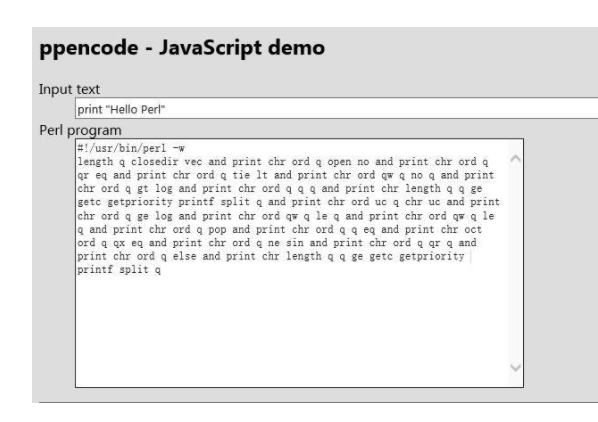 ppencode - JavaScript demo
Input text
print "Hello Perl"
Perl program
#!/usr/bin/perl -w
length q closedir vec and print chr ord q open no and print chr ord q
qr eq and print chr ord q tie lt and print chr ord qw q no q and print
chr ord q gt log and print chr ord q q q and print chr length q q ge
getc getpriority printf split q and print chr ord uc q chr uc and print
chr ord q ge log and print chr ord qw q le q and print chr ord qw q le
q and print chr ord q pop and print chr ord q q eq and print chr oct
ord q qx eq and print chr ord q ne sin and print chr ord q qr q and
print chr ord q else and print chr length q q ge getc getpriority
printf split q